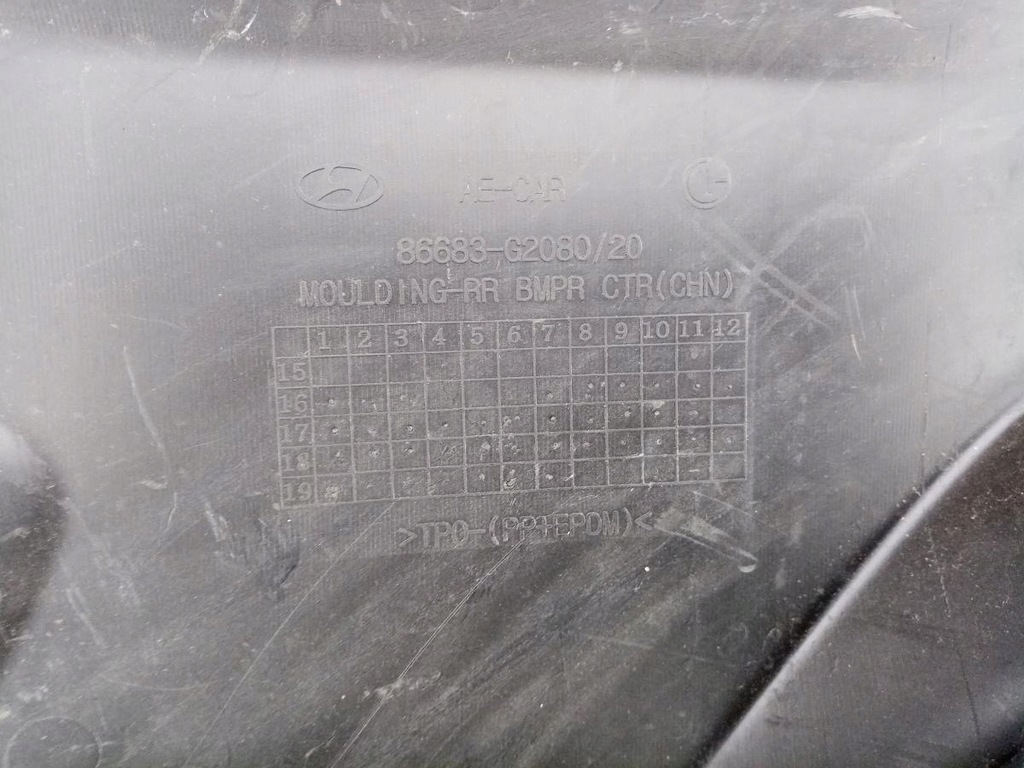 AE-CAR
86683-G2080/20
MOULDING-RR BMPR CTR(CHN)
1 2 3 4 5 6 7 8 9 10 11 12
15
16
17
18
19
>TPO-(PP+EPDM)<